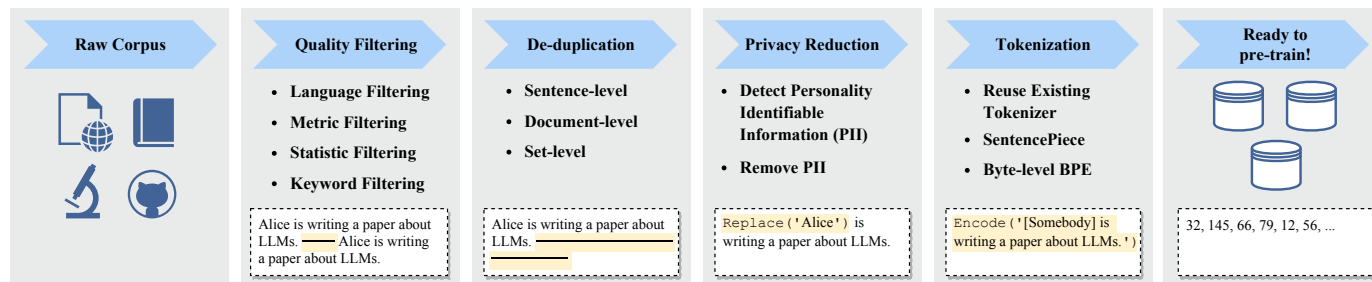 Raw Corpus
Quality Filtering
• Language Filtering
• Metric Filtering
• Statistic Filtering
• Keyword Filtering
Alice is writing a paper about
LLMs. Alice is writing
a paper about LLMs.
De-duplication
• Sentence-level
• Document-level
• Set-level
Alice is writing a paper about
LLMs.
Privacy Reduction
• Detect Personality
Identifiable
Information (PII)
• Remove PII
Replace('Alice') is
writing a paper about LLMs.
Tokenization
• Reuse Existing
Tokenizer
• SentencePiece
• Byte-level BPE
Encode('[Somebody] is
writing a paper about LLMs.')
Ready to
pre-train!
32, 145, 66, 79, 12, 56, ...